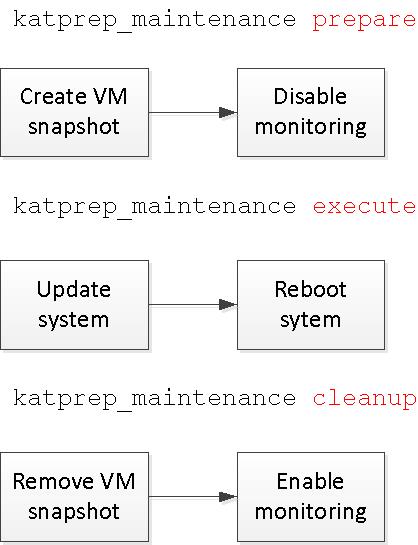 katprep_maintenance prepare
Create VM
snapshot
Disable
monitoring
katprep_maintenance execute
Update
system
Reboot
sytem
katprep_maintenance cleanup
Remove VM
snapshot
Enable
monitoring